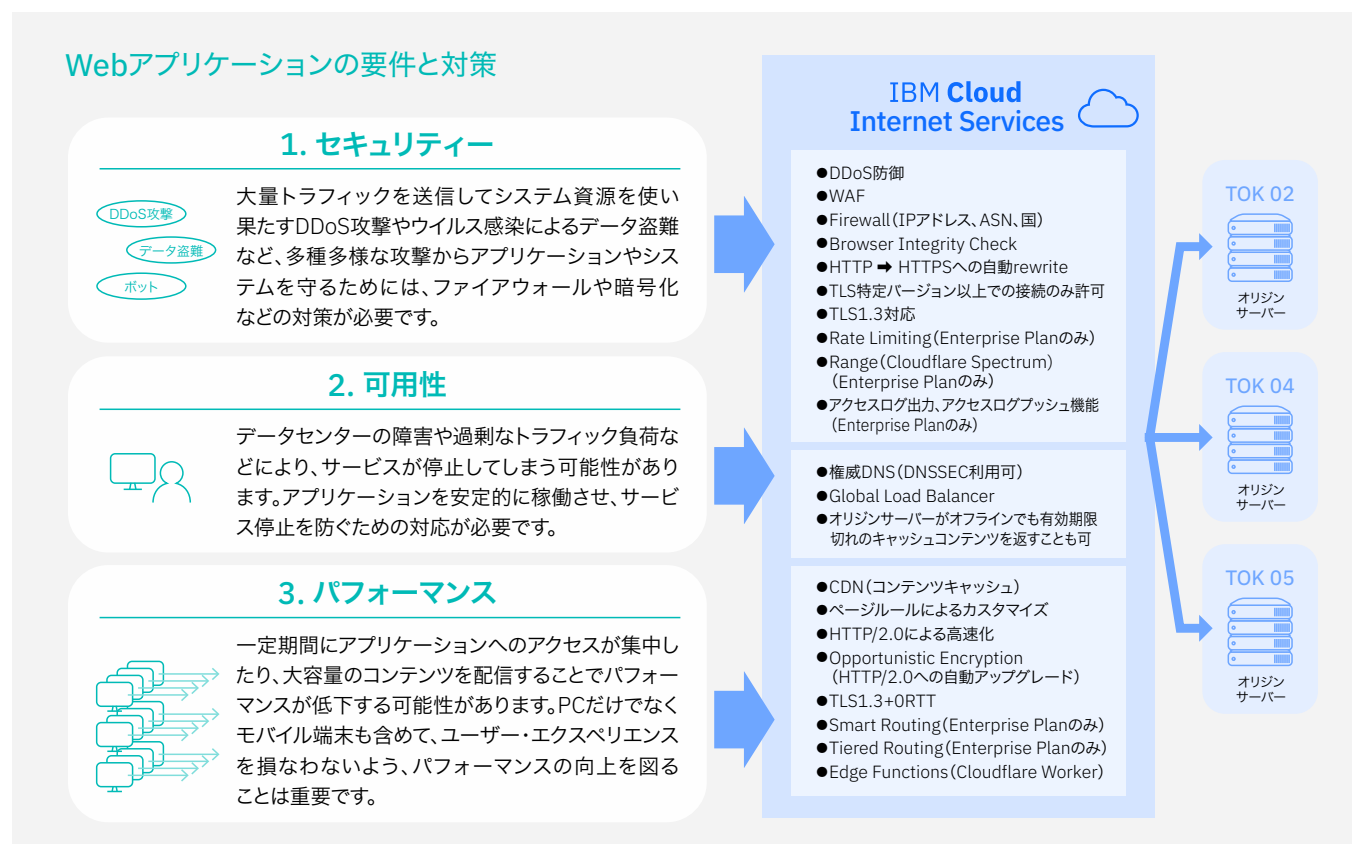 Webアプリケーションの要件と対策
1. セキュリティー
DDoS攻撃
データ盗難
ボット
大量トラフィックを送信してシステム資源を使い
果たすDDoS攻撃やウイルス感染によるデータ盗難
など、多種多様な攻撃からアプリケーションやシス
テムを守るためには、ファイアウォールや暗号化
などの対策が必要です。
2. 可用性
データセンターの障害や過剰なトラフィック負荷な
どにより、サービスが停止してしまう可能性があり
ます。アプリケーションを安定的に稼働させ、サービ
ス停止を防ぐための対応が必要です。
3. パフォーマンス
一定期間にアプリケーションへのアクセスが集中し
たり、大容量のコンテンツを配信することでパフォー
マンスが低下する可能性があります。PCだけでなく
モバイル端末も含めて、ユーザー・エクスペリエンス
を損なわないよう、パフォーマンスの向上を図る
ことは重要です。
IBM Cloud
Internet Services
●DDoS防御
●WAF
●Firewall(IPアドレス、ASN、国)
●Browser Integrity Check
●HTTP ➡ HTTPSへの自動rewrite
●TLS特定バージョン以上での接続のみ許可
●TLS1.3対応
●Rate Limiting(Enterprise Planのみ)
●Range(Cloudflare Spectrum)
(Enterprise Planのみ)
●アクセスログ出力、アクセスログプッシュ機能
(Enterprise Planのみ)
●権威DNS(DNSSEC利用可)
●Global Load Balancer
●オリジンサーバーがオフラインでも有効期限
切れのキャッシュコンテンツを返すことも可
●CDN(コンテンツキャッシュ)
●ページルールによるカスタマイズ
●HTTP/2.0による高速化
●Opportunistic Encryption
(HTTP/2.0への自動アップグレード)
●TLS1.3+0RTT
●Smart Routing(Enterprise Planのみ)
●Tiered Routing(Enterprise Planのみ)
●Edge Functions(Cloudflare Worker)
TOK 02
オリジン
サーバー
TOK 04
オリジン
サーバー
TOK 05
オリジン
サーバー